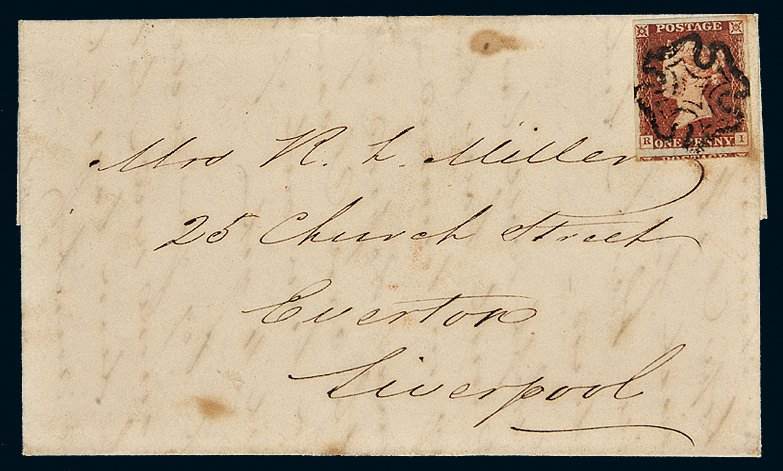 POSTAGE
R ONE PENNY I
Mrs R. L. Miller
25 Church Street
Everton
Liverpool